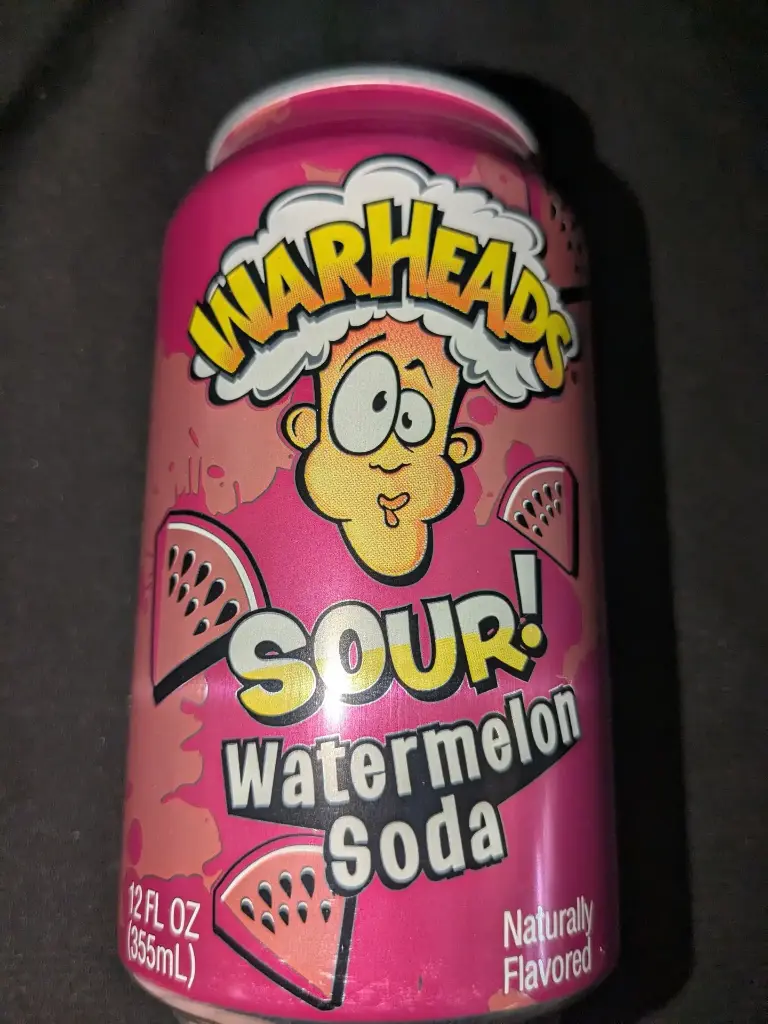 WARHEADS
SOUR!
Watermelon
Soda
12 FL OZ
(355mL)
Naturally
Flavored